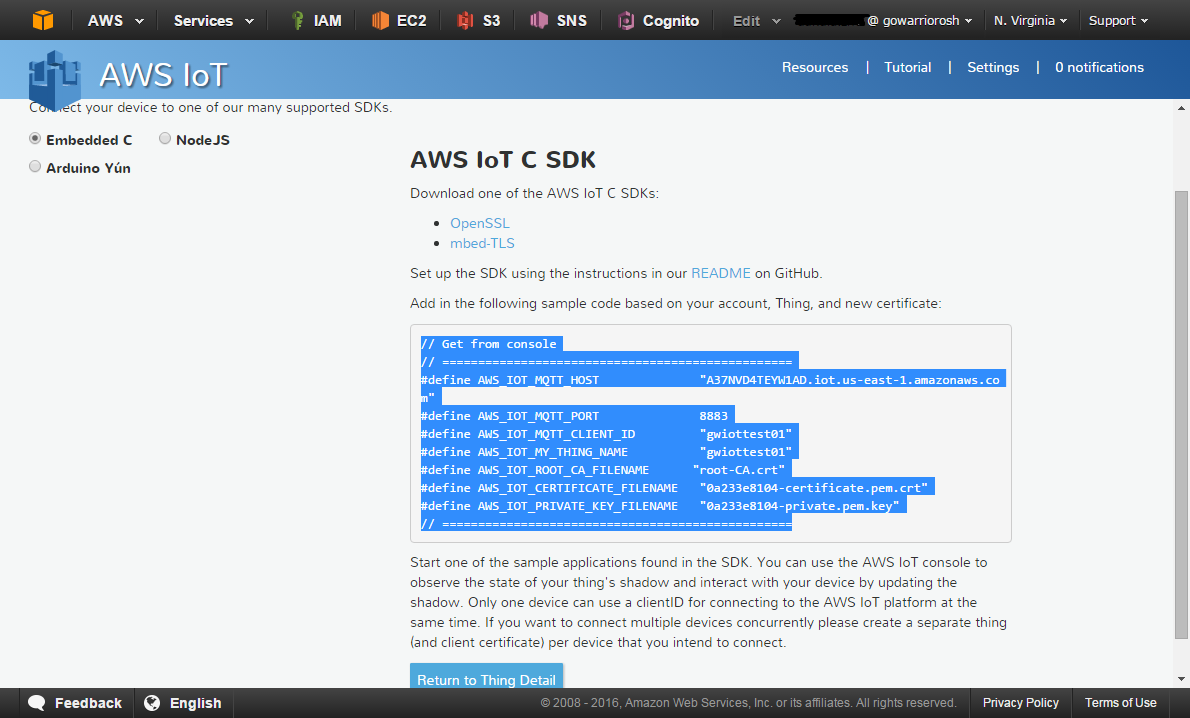 AWS Services IAM EC2 S3 SNS Cognito Edit @ gowarriorosh N. Virginia Support
AWS IoT Resources | Tutorial | Settings | 0 notifications
Connect your device to one of our many supported SDKs.
Embedded C NodeJS
Arduino Yún
AWS IoT C SDK
Download one of the AWS IoT C SDKs:
OpenSSL
mbed-TLS
Set up the SDK using the instructions in our README on GitHub.
Add in the following sample code based on your account, Thing, and new certificate:
// Get from console
// =================================================
#define AWS_IOT_MQTT_HOST "A37NVD4TEYW1AD.iot.us-east-1.amazonaws.co
m"
#define AWS_IOT_MQTT_PORT 8883
#define AWS_IOT_MQTT_CLIENT_ID "gwiottest01"
#define AWS_IOT_MY_THING_NAME "gwiottest01"
#define AWS_IOT_ROOT_CA_FILENAME "root-CA.crt"
#define AWS_IOT_CERTIFICATE_FILENAME "0a233e8104-certificate.pem.crt"
#define AWS_IOT_PRIVATE_KEY_FILENAME "0a233e8104-private.pem.key"
// =================================================
Start one of the sample applications found in the SDK. You can use the AWS IoT console to
observe the state of your thing's shadow and interact with your device by updating the
shadow. Only one device can use a clientID for connecting to the AWS IoT platform at the
same time. If you want to connect multiple devices concurrently please create a separate thing
(and client certificate) per device that you intend to connect.
Return to Thing Detail
Feedback English © 2008 - 2016, Amazon Web Services, Inc. or its affiliates. All rights reserved. Privacy Policy Terms of Use